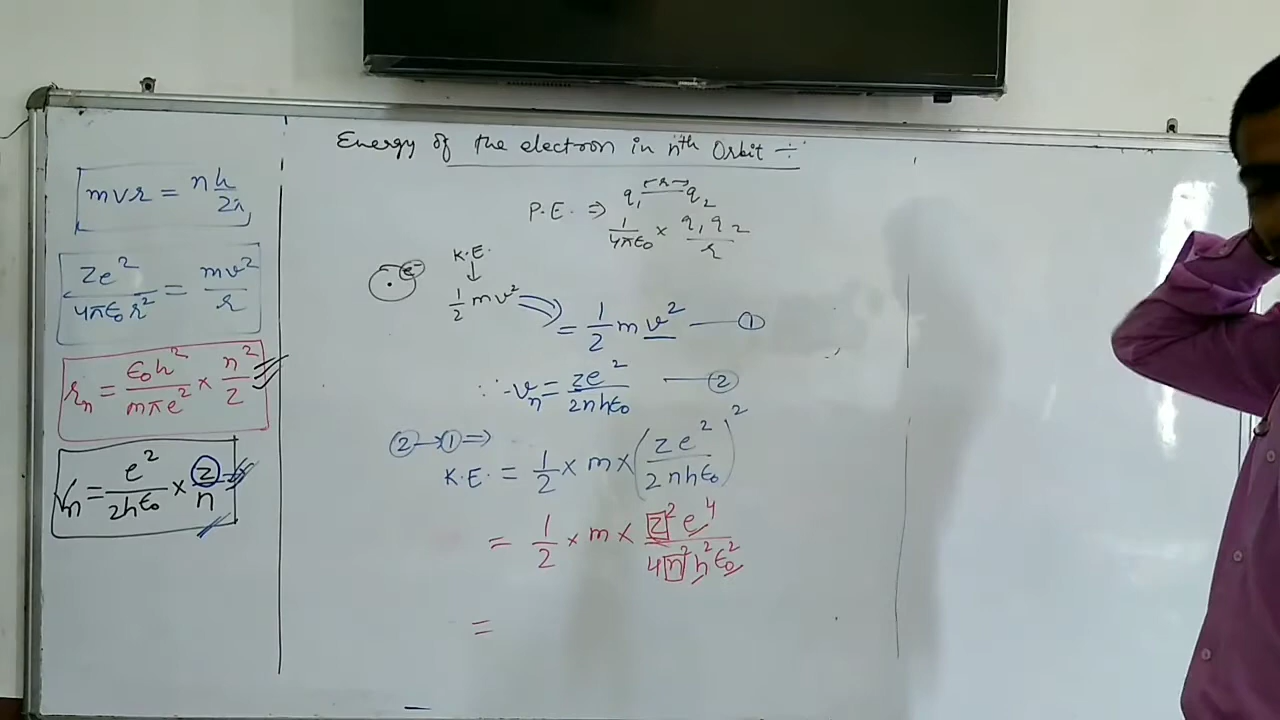 Energy of the electron in nth Orbit ÷
mvr = nh/2π
Ze²/4πε₀r² = mv²/r
rₙ = ε₀h²/mπe² × n²/Z
Vₙ = e²/2hε₀ × Z/n
q₁ ←r→ q₂
P.E. ⇒ 1/4πε₀ × q₁q₂/r
e⁻
K.E.
↓
1/2 mv²
= 1/2 m v² — ①
∵ vₙ = Ze²/2nhε₀ — ②
② → ① ⇒
K.E. = 1/2 × m × (Ze²/2nhε₀)²
= 1/2 × m × Z²e⁴/4n²h²ε₀²
=